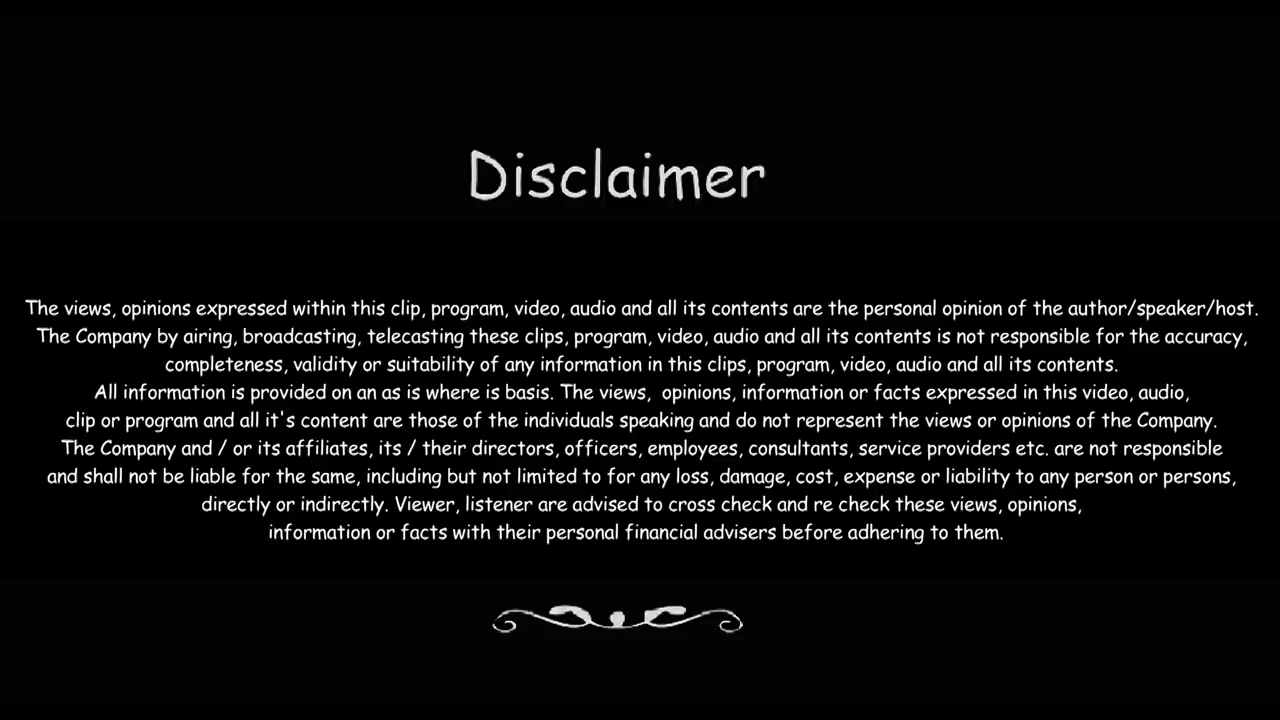 Disclaimer
The views, opinions expressed within this clip, program, video, audio and all its contents are the personal opinion of the author/speaker/host.
The Company by airing, broadcasting, telecasting these clips, program, video, audio and all its contents is not responsible for the accuracy,
completeness, validity or suitability of any information in this clips, program, video, audio and all its contents.
All information is provided on an as is where is basis. The views,  opinions, information or facts expressed in this video, audio,
clip or program and all it's content are those of the individuals speaking and do not represent the views or opinions of the Company.
The Company and / or its affiliates, its / their directors, officers, employees, consultants, service providers etc. are not responsible
and shall not be liable for the same, including but not limited to for any loss, damage, cost, expense or liability to any person or persons,
directly or indirectly. Viewer, listener are advised to cross check and re check these views, opinions,
information or facts with their personal financial advisers before adhering to them.